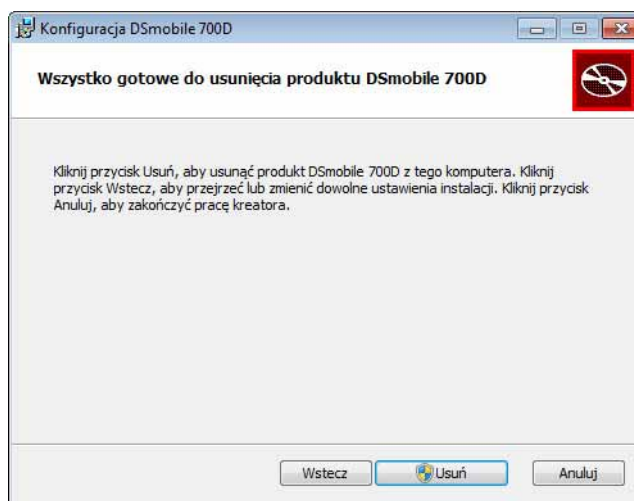 Konfiguracja DSmobile 700D
Wszystko gotowe do usunięcia produktu DSmobile 700D
Kliknij przycisk Usuń, aby usunąć produkt DSmobile 700D z tego komputera. Kliknij
przycisk Wstecz, aby przejrzeć lub zmienić dowolne ustawienia instalacji. Kliknij przycisk
Anuluj, aby zakończyć pracę kreatora.
Wstecz
Usuń
Anuluj